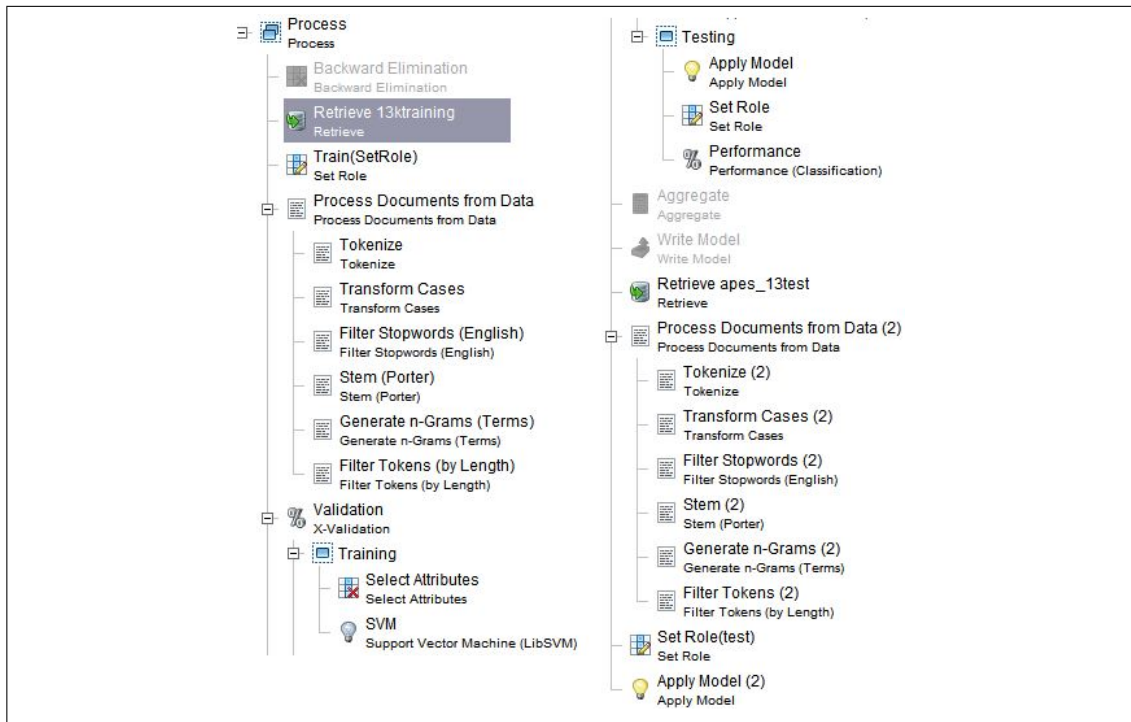 Process
Process
Backward Elimination
Backward Elimination
Retrieve 13ktraining
Retrieve
Train(SetRole)
Set Role
Process Documents from Data
Process Documents from Data
Tokenize
Tokenize
Transform Cases
Transform Cases
Filter Stopwords (English)
Filter Stopwords (English)
Stem (Porter)
Stem (Porter)
Generate n-Grams (Terms)
Generate n-Grams (Terms)
Filter Tokens (by Length)
Filter Tokens (by Length)
Validation
X-Validation
Training
Select Attributes
Select Attributes
SVM
Support Vector Machine (LibSVM)
Testing
Apply Model
Apply Model
Set Role
Set Role
Performance
Performance (Classification)
Aggregate
Aggregate
Write Model
Write Model
Retrieve apes_13test
Retrieve
Process Documents from Data (2)
Process Documents from Data
Tokenize (2)
Tokenize
Transform Cases (2)
Transform Cases
Filter Stopwords (2)
Filter Stopwords (English)
Stem (2)
Stem (Porter)
Generate n-Grams (2)
Generate n-Grams (Terms)
Filter Tokens (2)
Filter Tokens (by Length)
Set Role(test)
Set Role
Apply Model (2)
Apply Model